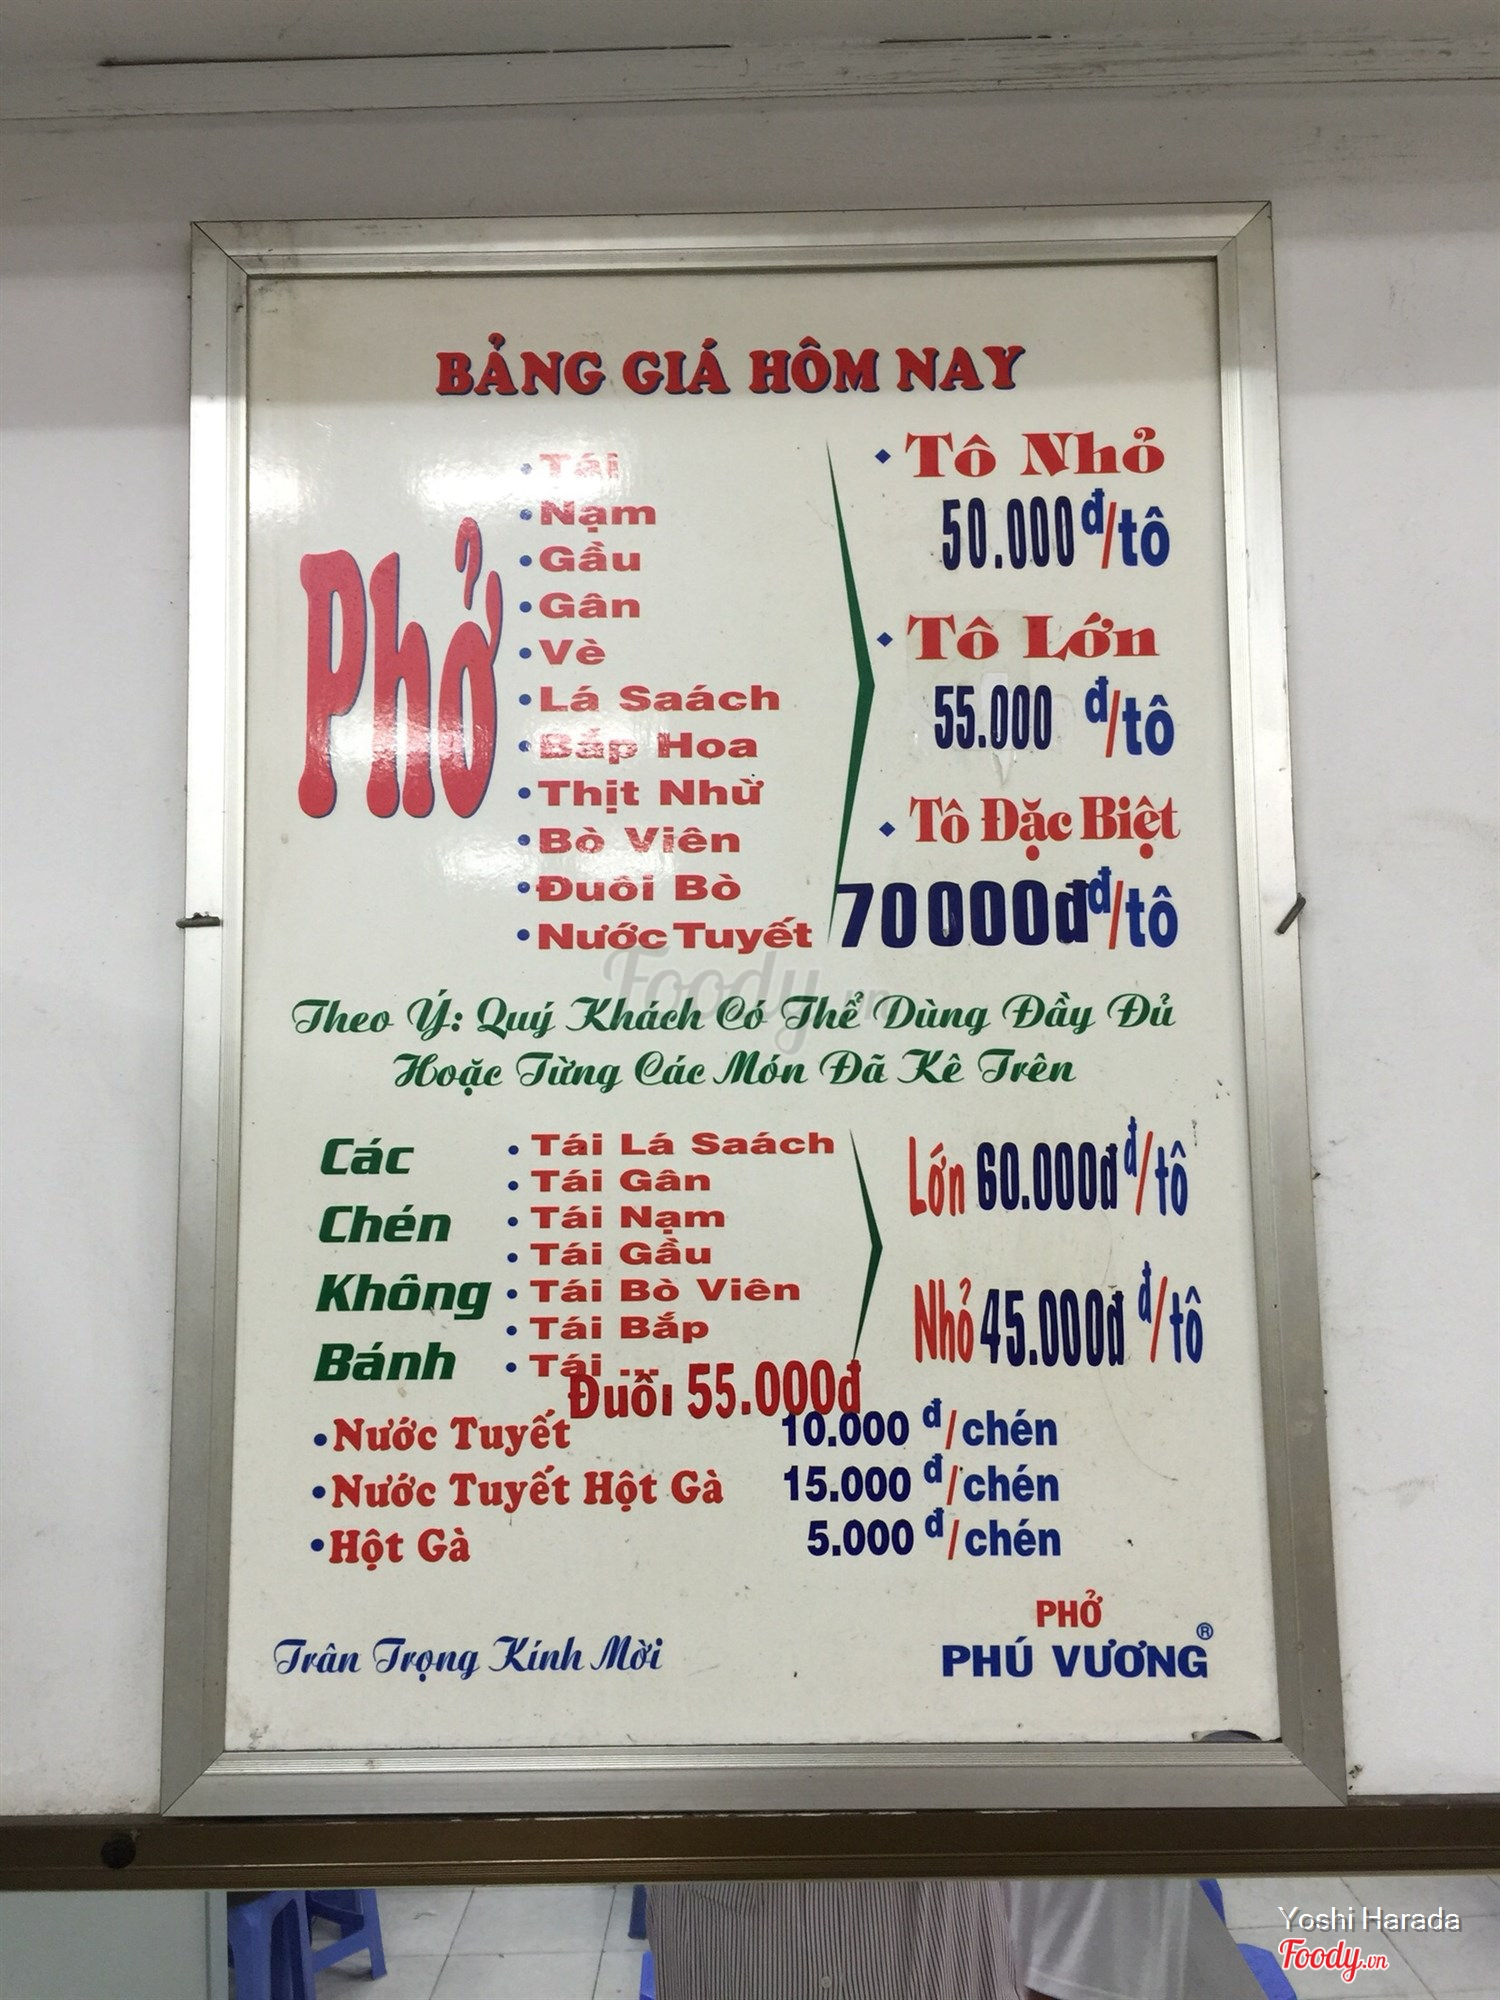 BẢNG GIÁ HÔM NAY
Phở
• Tái
• Nạm
• Gầu
• Gân
• Vè
• Lá Saách
• Bắp Hoa
• Thịt Nhừ
• Bò Viên
• Đuôi Bò
• Nước Tuyết
◆ Tô Nhỏ
50.000 đ/tô
◆ Tô Lớn
55.000 đ/tô
◆ Tô Đặc Biệt
70000đ đ/tô
Theo Ý: Quý Khách Có Thể Dùng Đầy Đủ
Hoặc Từng Các Món Đã Kê Trên
Các
Chén
Không
Bánh
• Tái Lá Saách
• Tái Gân
• Tái Nạm
• Tái Gầu
• Tái Bò Viên
• Tái Bắp
• Tái ...
Đuôi 55.000đ
Lớn 60.000đ đ/tô
Nhỏ 45.000đ đ/tô
• Nước Tuyết 10.000 đ/chén
• Nước Tuyết Hột Gà 15.000 đ/chén
• Hột Gà 5.000 đ/chén
Trân Trọng Kính Mời
PHỞ
PHÚ VƯƠNG ®
Foody.vn
Yoshi Harada
Foody.vn